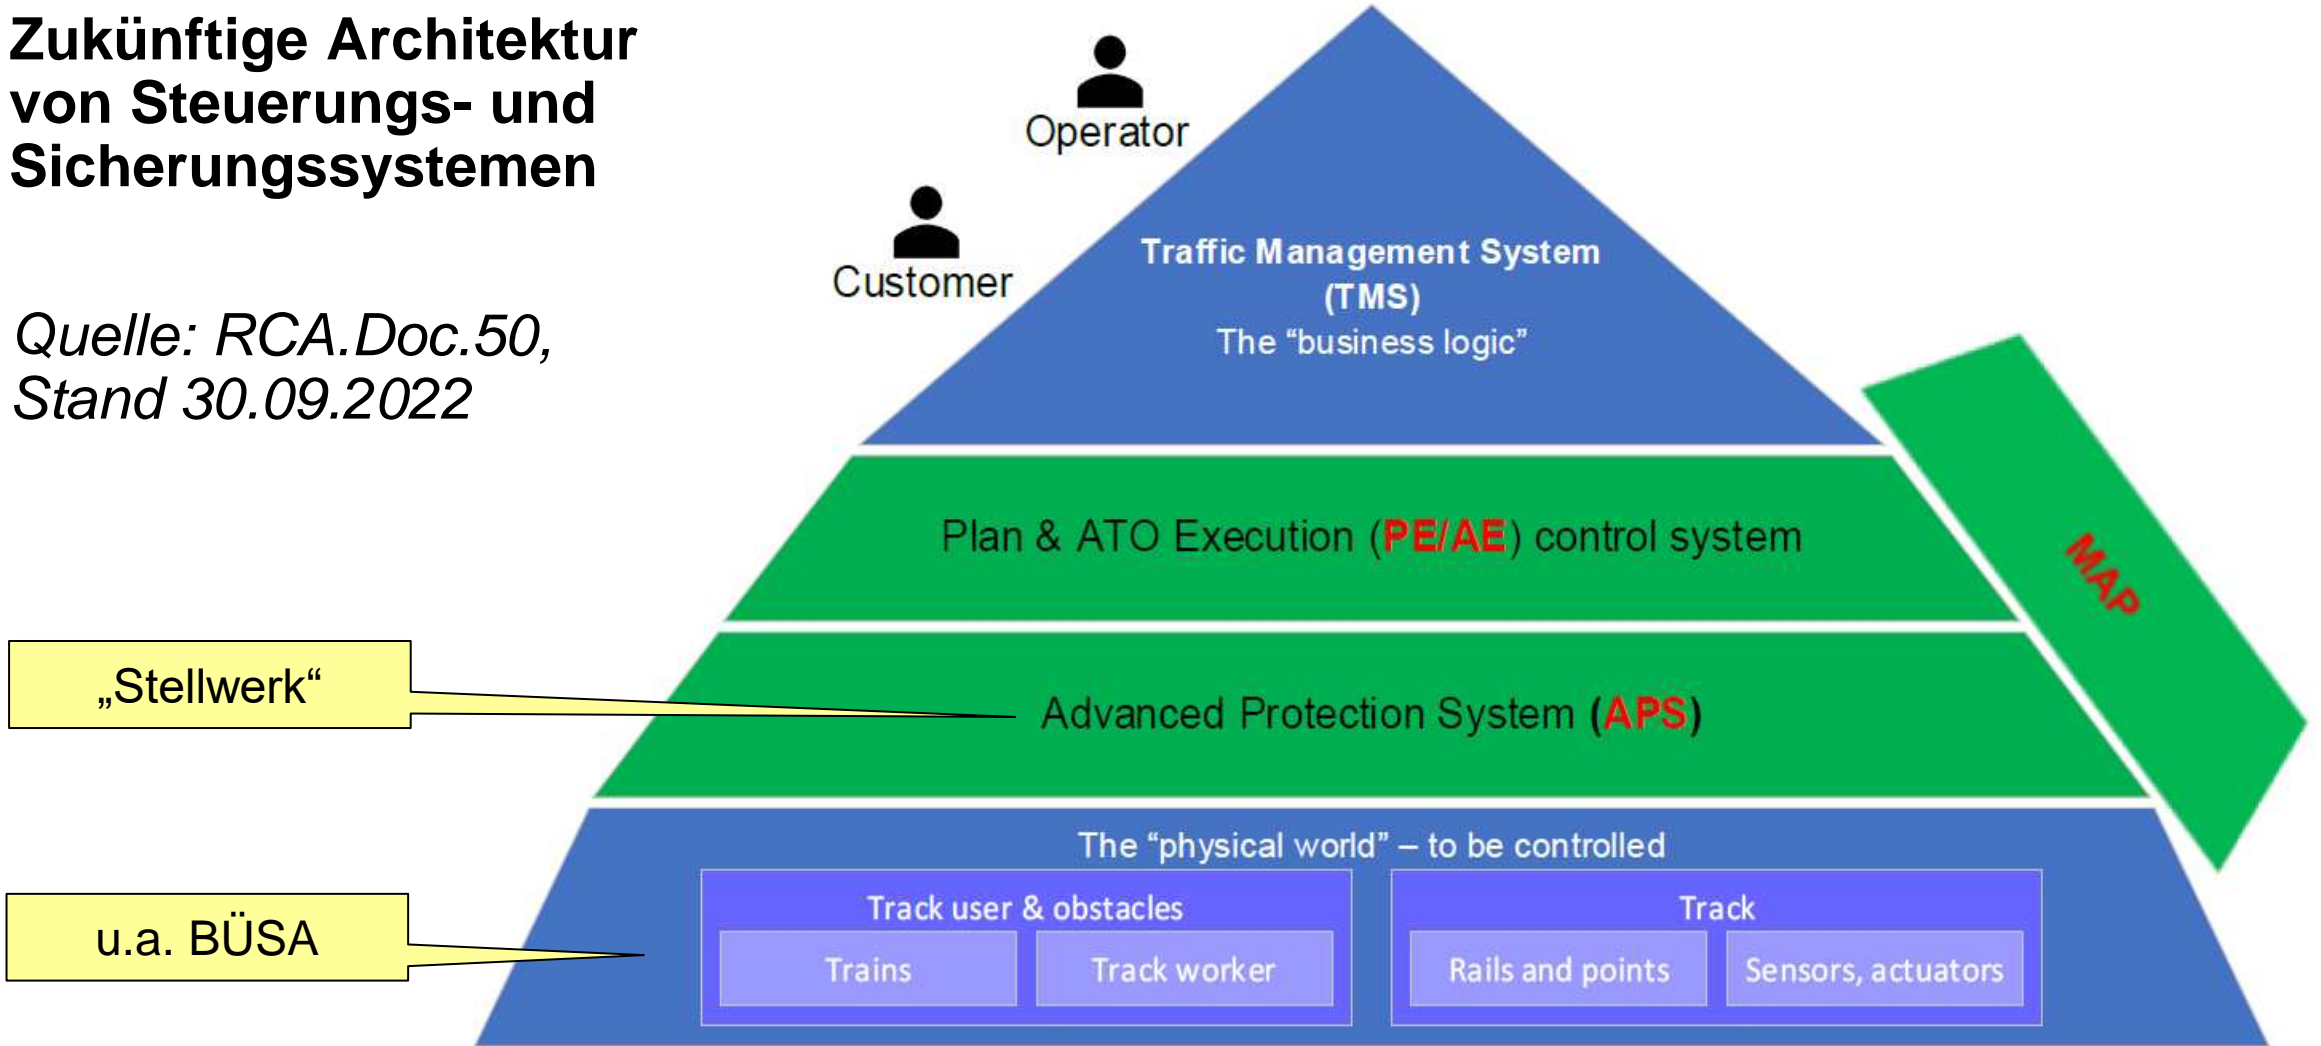 Zukünftige Architektur
von Steuerungs- und
Sicherungssystemen
Quelle: RCA.Doc.50,
Stand 30.09.2022
Operator
Customer
Traffic Management System
(TMS)
The “business logic”
Plan & ATO Execution (PE/AE) control system
MAP
„Stellwerk“
Advanced Protection System (APS)
The “physical world” – to be controlled
u.a. BÜSA
Track user & obstacles
Trains
Track worker
Track
Rails and points
Sensors, actuators